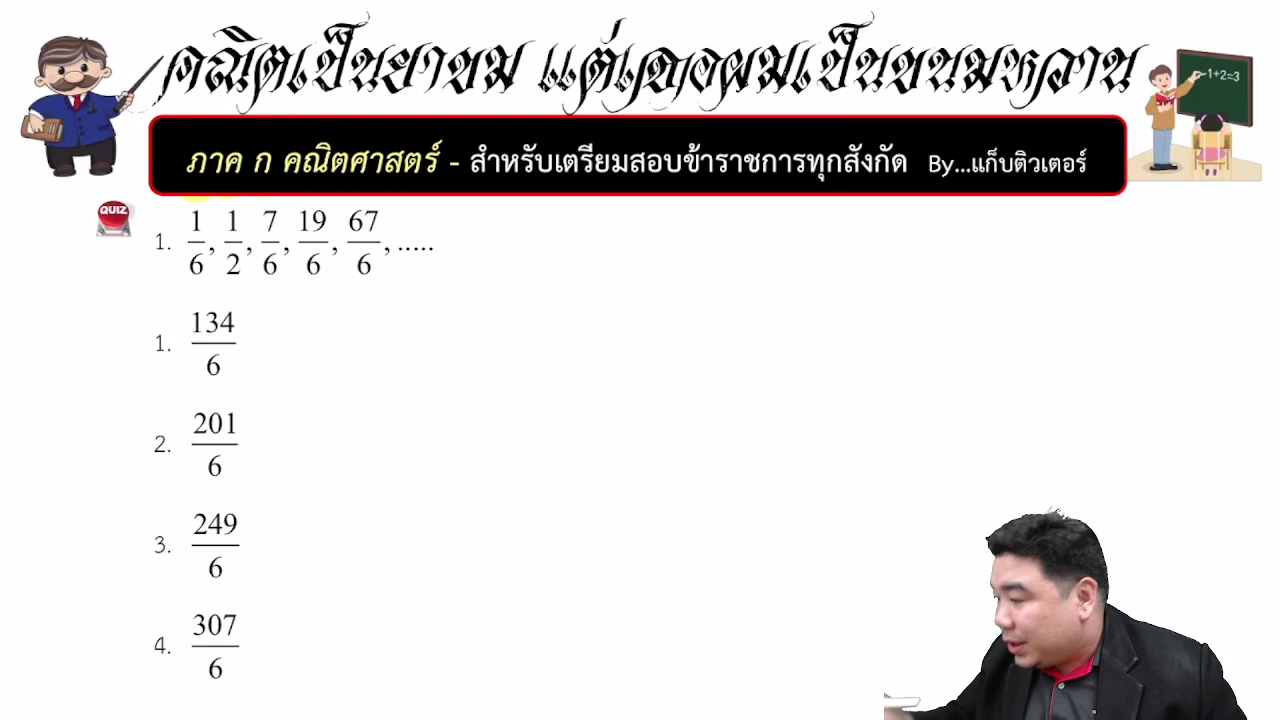 คณิตเป็นยาขม แต่เธอผมเป็นขนมหวาน
1+2=3
ภาค ก คณิตศาสตร์ - สำหรับเตรียมสอบข้าราชการทุกสังกัด By...แก็บติวเตอร์
QUIZ
1. 1/6, 1/2, 7/6, 19/6, 67/6, .....
1. 134/6
2. 201/6
3. 249/6
4. 307/6